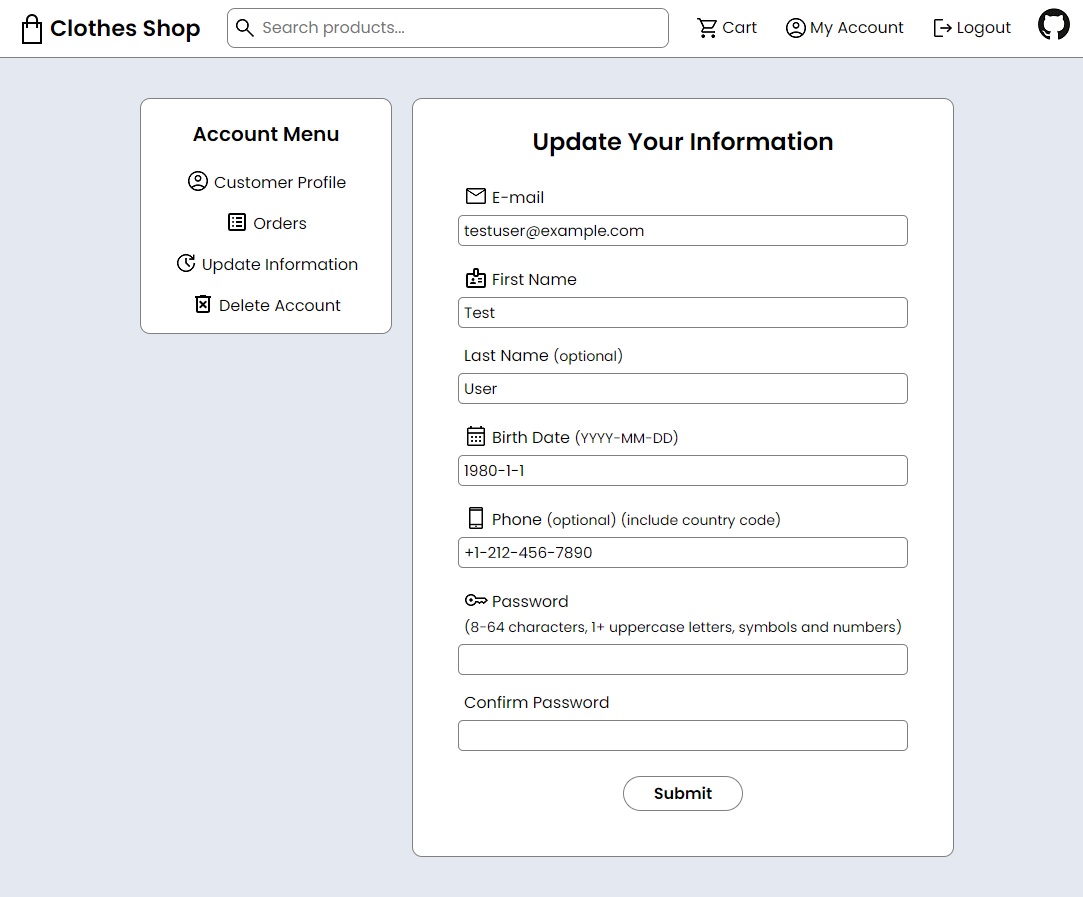 Clothes Shop
Search products...
Cart
My Account
Logout
Account Menu
Customer Profile
Orders
Update Information
Delete Account
Update Your Information
E-mail
testuser@example.com
First Name
Test
Last Name (optional)
User
Birth Date (YYYY-MM-DD)
1980-1-1
Phone (optional) (include country code)
+1-212-456-7890
Password
(8-64 characters, 1+ uppercase letters, symbols and numbers)
Confirm Password
Submit